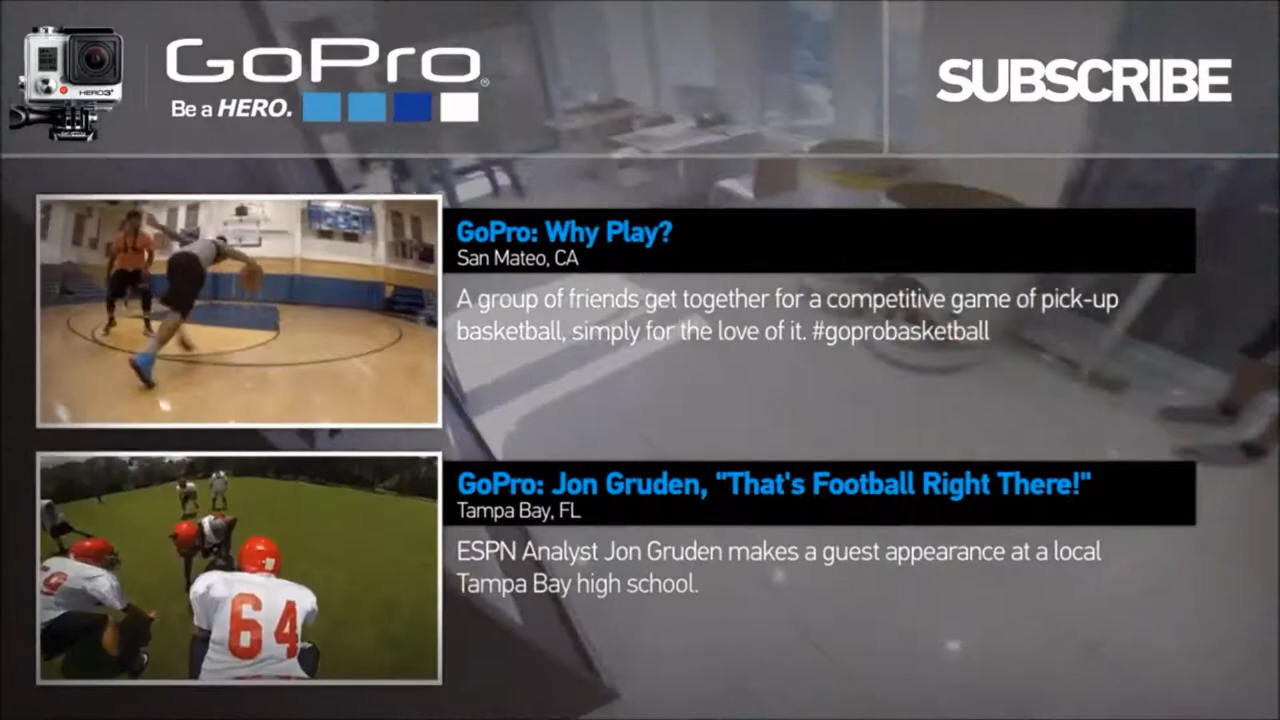 GoPro®
Be a HERO.
SUBSCRIBE
HERO3+
GoPro: Why Play?
San Mateo, CA
A group of friends get together for a competitive game of pick-up
basketball, simply for the love of it. #goprobasketball
GoPro: Jon Gruden, "That's Football Right There!"
Tampa Bay, FL
ESPN Analyst Jon Gruden makes a guest appearance at a local
Tampa Bay high school.
64